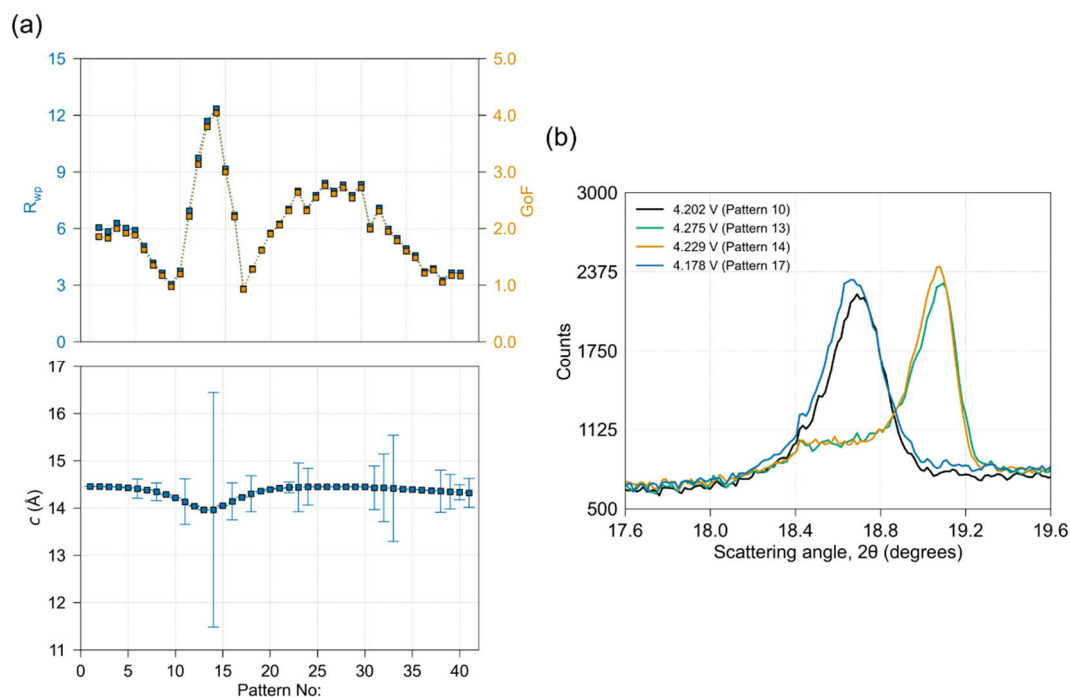 (a)
15
12
9
6
3
0
R_wp
5.0
4.0
3.0
2.0
1.0
0.0
GoF
17
16
15
14
13
12
11
c (Å)
0 5 10 15 20 25 30 35 40
Pattern No:
(b)
3000
2375
1750
1125
500
Counts
4.202 V (Pattern 10)
4.275 V (Pattern 13)
4.229 V (Pattern 14)
4.178 V (Pattern 17)
17.6 18.0 18.4 18.8 19.2 19.6
Scattering angle, 2θ (degrees)